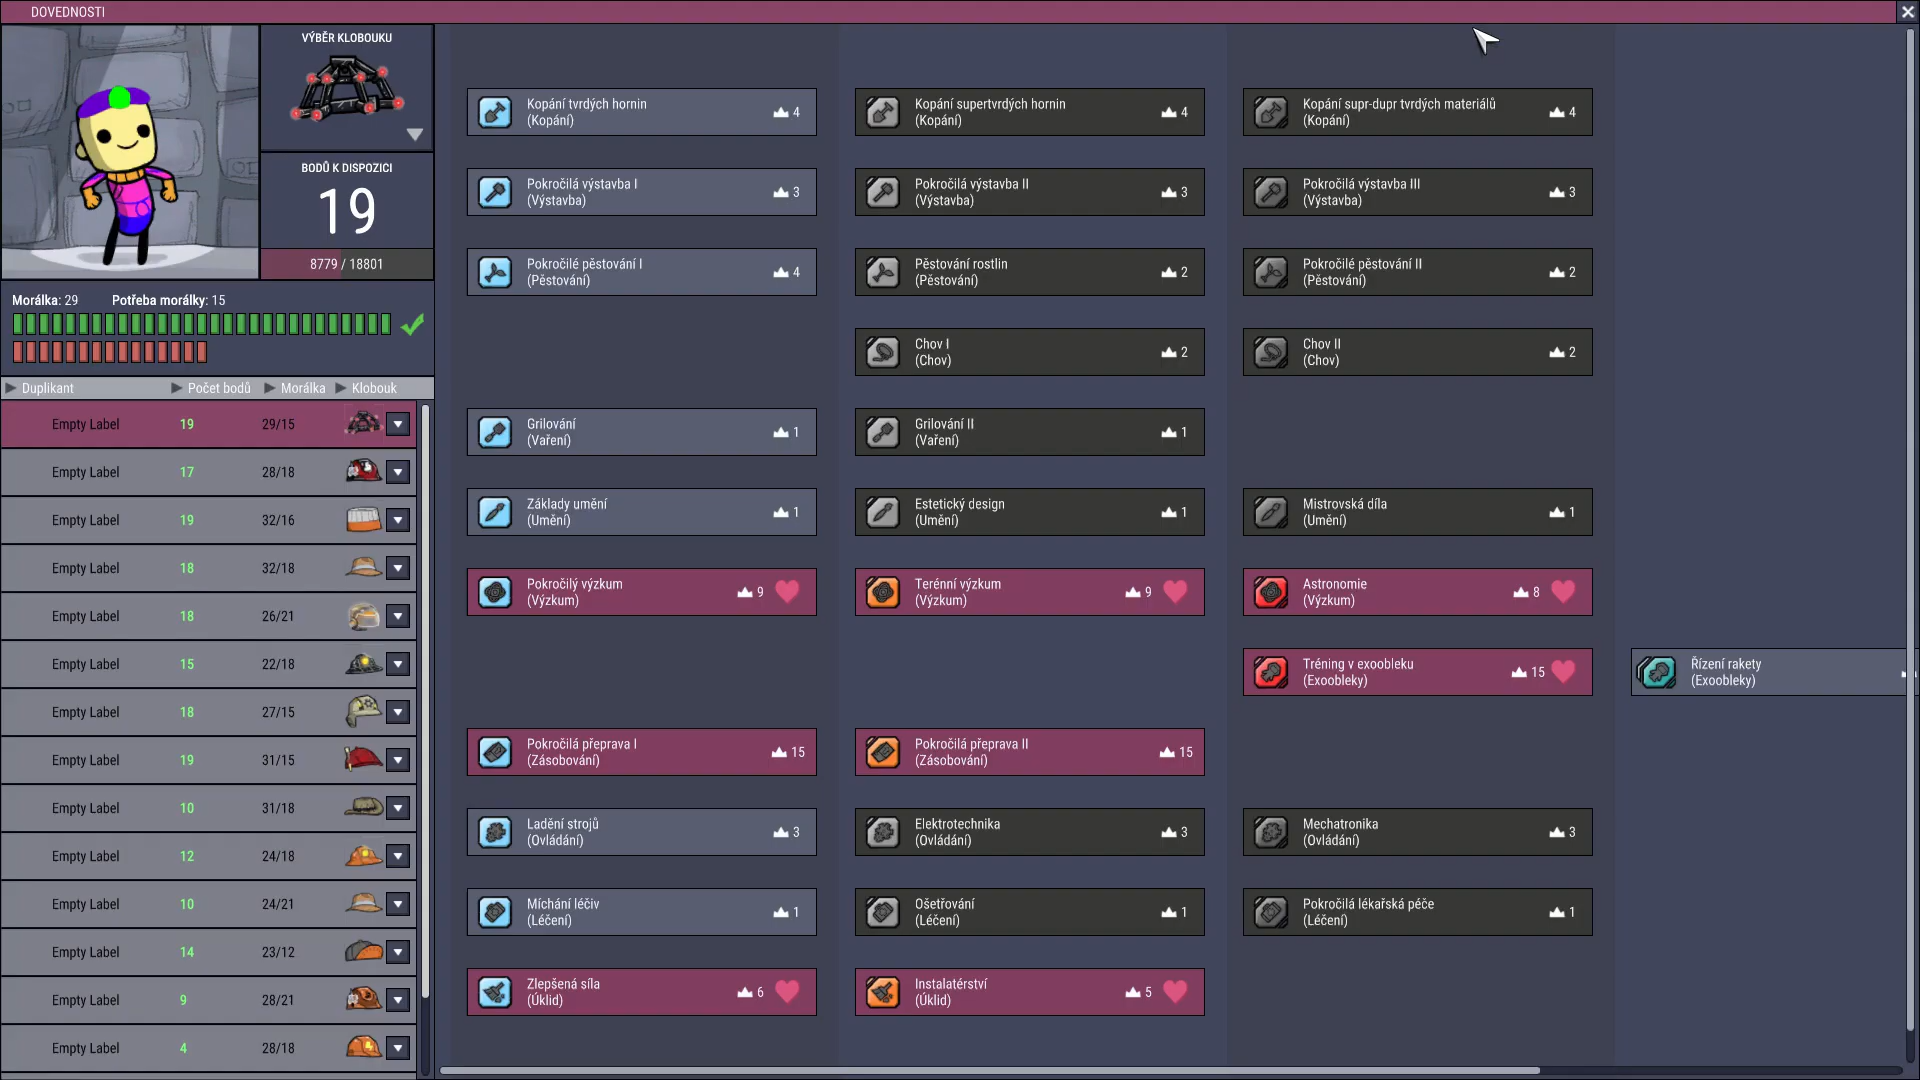 DOVEDNOSTI
VÝBĚR KLOBOUKU
BODŮ K DISPOZICI
19
8779 / 18801
Morálka: 29 Potřeba morálky: 15
Duplikant Počet bodů Morálka Klobouk
Empty Label 19 29/15
Empty Label 17 28/18
Empty Label 19 32/16
Empty Label 18 32/18
Empty Label 18 26/21
Empty Label 15 22/18
Empty Label 18 27/15
Empty Label 19 31/15
Empty Label 10 31/18
Empty Label 12 24/18
Empty Label 10 24/21
Empty Label 14 23/12
Empty Label 9 28/21
Empty Label 4 28/18
Kopání tvrdých hornin
(Kopání) 4
Kopání supertvrdých hornin
(Kopání) 4
Kopání supr-dupr tvrdých materiálů
(Kopání) 4
Pokročilá výstavba I
(Výstavba) 3
Pokročilá výstavba II
(Výstavba) 3
Pokročilá výstavba III
(Výstavba) 3
Pokročilé pěstování I
(Pěstování) 4
Pěstování rostlin
(Pěstování) 2
Pokročilé pěstování II
(Pěstování) 2
Chov I
(Chov) 2
Chov II
(Chov) 2
Grilování
(Vaření) 1
Grilování II
(Vaření) 1
Základy umění
(Umění) 1
Estetický design
(Umění) 1
Mistrovská díla
(Umění) 1
Pokročilý výzkum
(Výzkum) 9
Terénní výzkum
(Výzkum) 9
Astronomie
(Výzkum) 8
Tréning v exoobleku
(Exoobleky) 15
Řízení rakety
(Exoobleky)
Pokročilá přeprava I
(Zásobování) 15
Pokročilá přeprava II
(Zásobování) 15
Ladění strojů
(Ovládání) 3
Elektrotechnika
(Ovládání) 3
Mechatronika
(Ovládání) 3
Míchání léčiv
(Léčení) 1
Ošetřování
(Léčení) 1
Pokročilá lékařská péče
(Léčení) 1
Zlepšená síla
(Úklid) 6
Instalatérství
(Úklid) 5